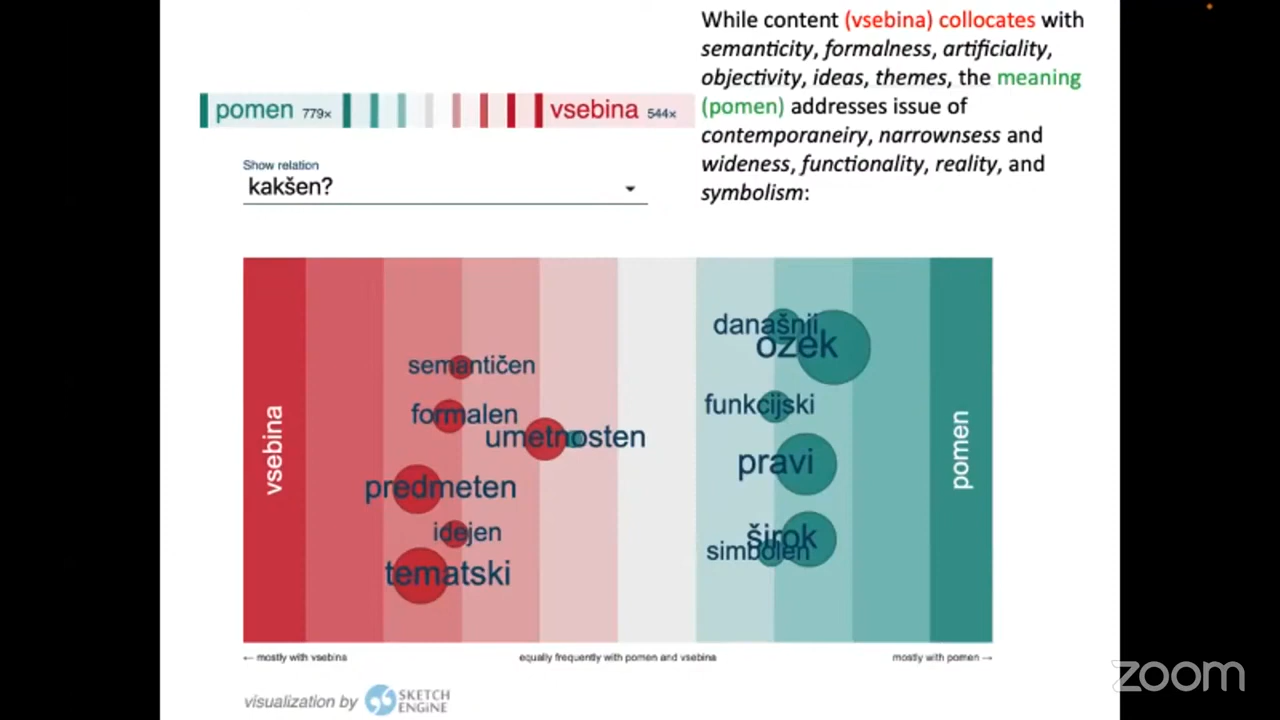 While content (vsebina) collocates with
semanticity, formalness, artificiality,
objectivity, ideas, themes, the meaning
(pomen) addresses issue of
contemporaneiry, narrownsess and
wideness, functionality, reality, and
symbolism:
pomen 779×
vsebina 544×
Show relation
kakšen?
vsebina
semantičen
formalen
umetnosten
predmeten
idejen
tematski
današnji
ozek
funkcijski
pravi
širok
simbolen
pomen
← mostly with vsebina
equally frequently with pomen and vsebina
mostly with pomen →
visualization by
SKETCH
ENGINE
zoom